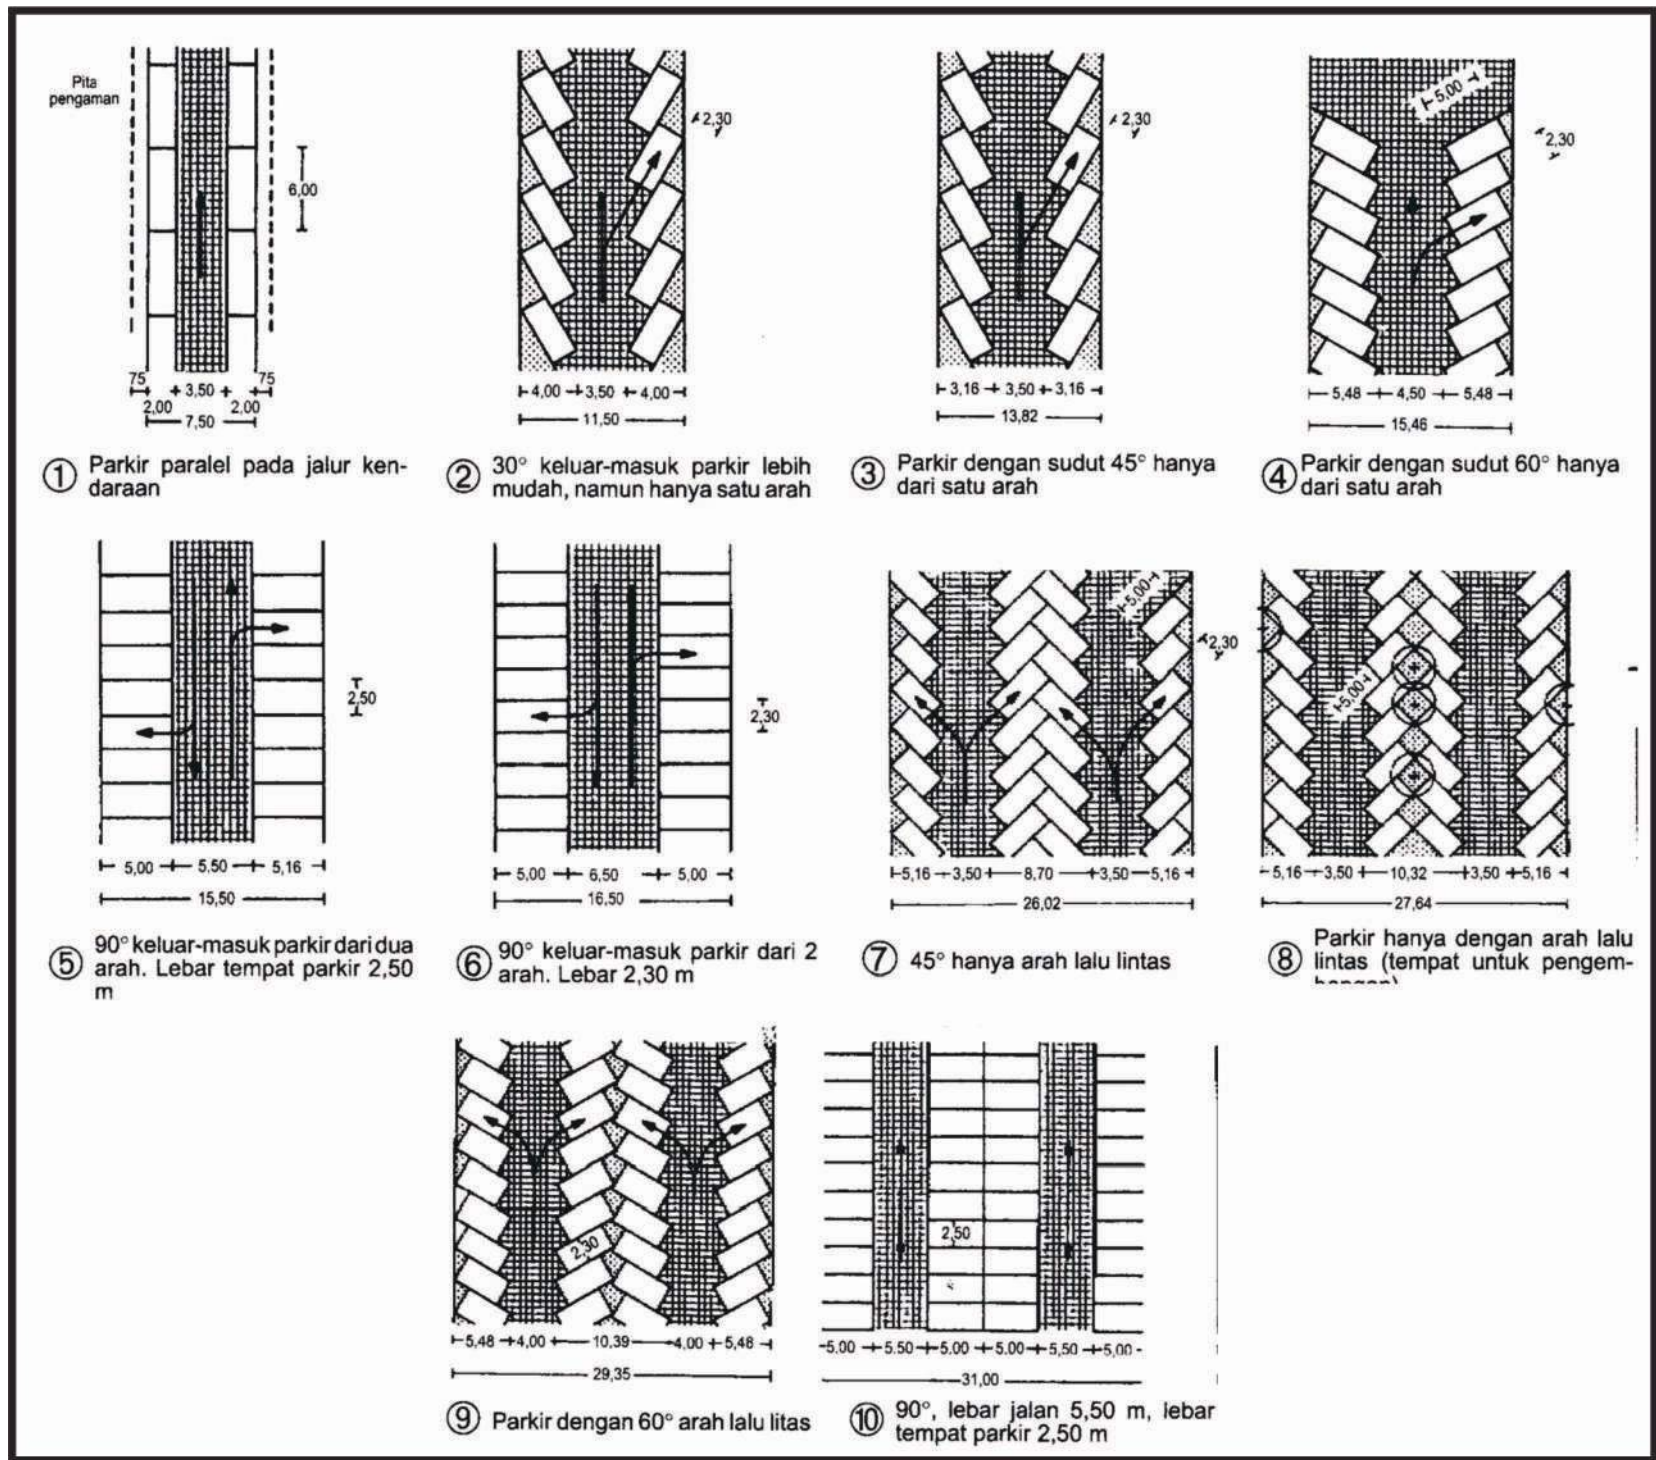 Pita
pengaman
6,00
75 + 3,50 + 75
2,00 2,00
7,50
① Parkir paralel pada jalur ken-
daraan
2,30
4,00 3,50 4,00
11,50
② 30° keluar-masuk parkir lebih
mudah, namun hanya satu arah
2,30
3,16 + 3,50 + 3,16
13,82
③ Parkir dengan sudut 45° hanya
dari satu arah
5,00
2,30
5,48 4,50 5,48
15,46
④ Parkir dengan sudut 60° hanya
dari satu arah
2,50
5,00 5,50 5,16
15,50
⑤ 90° keluar-masuk parkir dari dua
arah. Lebar tempat parkir 2,50
m
2,30
5,00 6,50 5,00
16,50
⑥ 90° keluar-masuk parkir dari 2
arah. Lebar 2,30 m
5,00
2,30
5,16 3,50 8,70 3,50 5,16
26,02
⑦ 45° hanya arah lalu lintas
5,00
5,16 3,50 10,32 3,50 5,16
27,64
⑧ Parkir hanya dengan arah lalu
lintas (tempat untuk pengem-
2,30
5,48 4,00 10,39 4,00 5,48
29,35
⑨ Parkir dengan 60° arah lalu litas
2,50
5,00 5,50 5,00 5,00 5,50 5,00
31,00
⑩ 90°, lebar jalan 5,50 m, lebar
tempat parkir 2,50 m